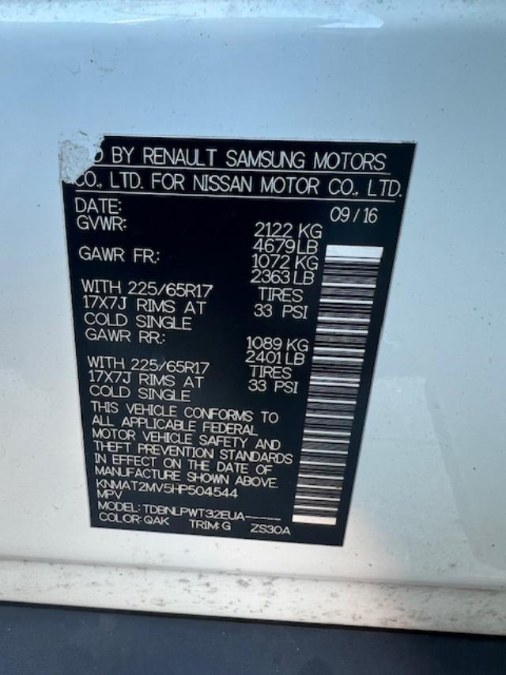 BY RENAULT SAMSUNG MOTORS
CO., LTD. FOR NISSAN MOTOR CO., LTD.
DATE: 09/16
GVWR: 2122 KG
4679LB
GAWR FR: 1072 KG
2363LB
WITH 225/65R17 TIRES
17X7J RIMS AT 33 PSI
COLD SINGLE
GAWR RR: 1089 KG
2401LB
WITH 225/65R17 TIRES
17X7J RIMS AT 33 PSI
COLD SINGLE
THIS VEHICLE CONFORMS TO
ALL APPLICABLE FEDERAL
MOTOR VEHICLE SAFETY AND
THEFT PREVENTION STANDARDS
IN EFFECT ON THE DATE OF
MANUFACTURE SHOWN ABOVE.
KNMAT2MV5HP504544
MPV
MODEL: TDBNLPWT32EUA-----
COLOR: QAK TRIM: G ZS30A